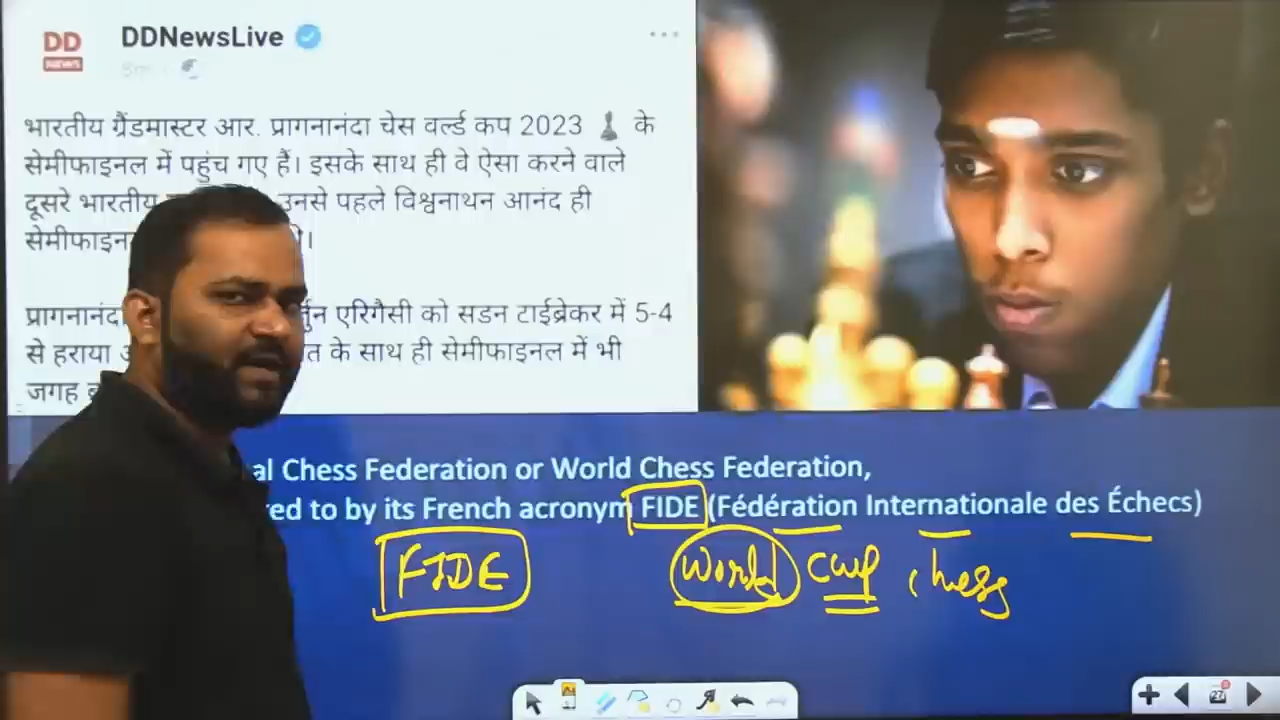 DD
NEWS
DDNewsLive
भारतीय ग्रैंडमास्टर आर. प्रागनानंदा चेस वर्ल्ड कप 2023 के
सेमीफाइनल में पहुंच गए हैं। इसके साथ ही वे ऐसा करने वाले
दूसरे भारतीय उनसे पहले विश्वनाथन आनंद ही
सेमीफाइन
प्रागनानंदा एरिगैसी को सडन टाईब्रेकर में 5-4
से हराया के साथ ही सेमीफाइनल में भी
जगह
al Chess Federation or World Chess Federation,
red to by its French acronym FIDE (Fédération Internationale des Échecs)
FIDE World Cup chess
27